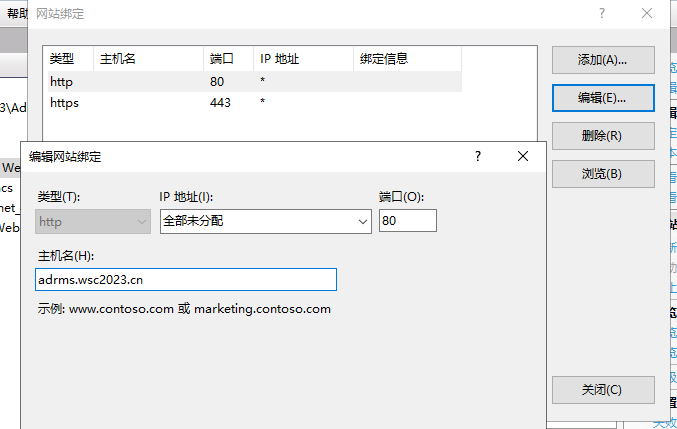 帮助
网站绑定
类型 主机名 端口 IP 地址 绑定信息
http 80 *
https 443 *
添加(A)...
编辑(E)...
删除(R)
浏览(B)
3\Ad
We
编辑网站绑定
类型(T): IP 地址(I): 端口(O):
http 全部未分配 80
主机名(H):
adrms.wsc2023.cn
示例: www.contoso.com 或 marketing.contoso.com
关闭(C)